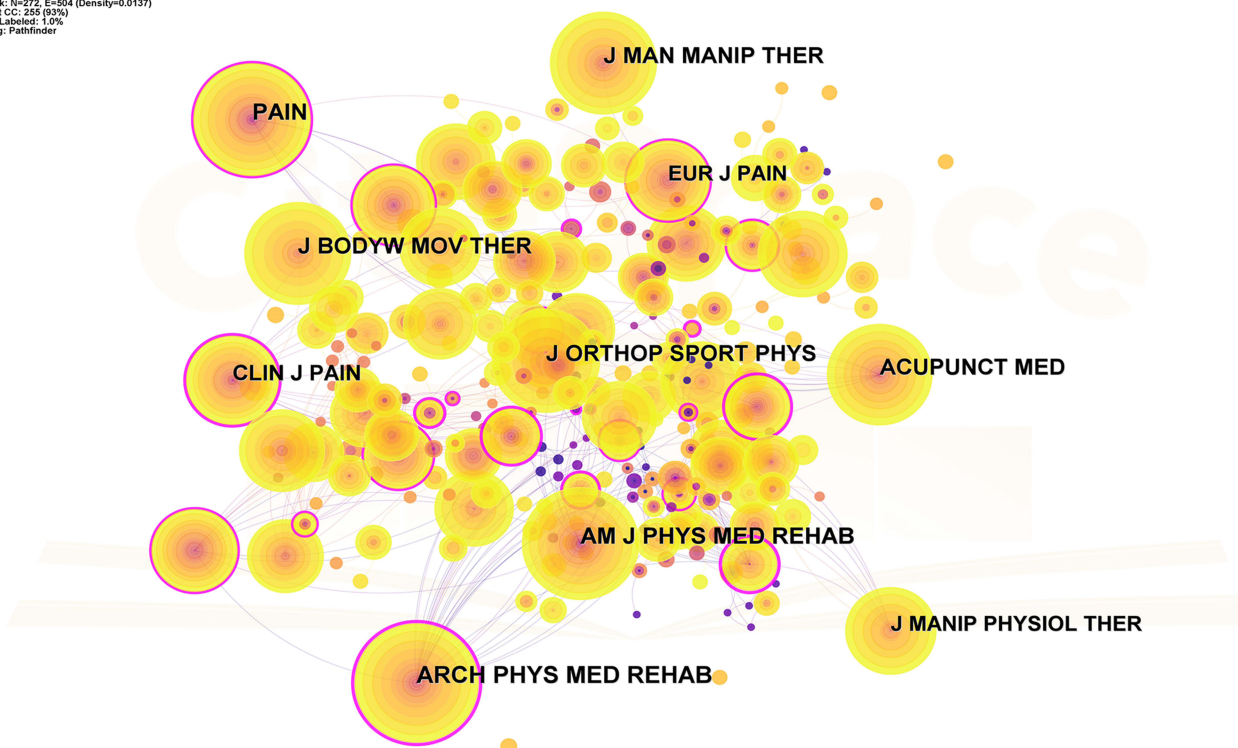 k: N=272, E=504 (Density=0.0137)
t CC: 255 (93%)
Labeled: 1.0%
g: Pathfinder
J MAN MANIP THER
PAIN
EUR J PAIN
J BODYW MOV THER
J ORTHOP SPORT PHYS
ACUPUNCT MED
CLIN J PAIN
AM J PHYS MED REHAB
J MANIP PHYSIOL THER
ARCH PHYS MED REHAB